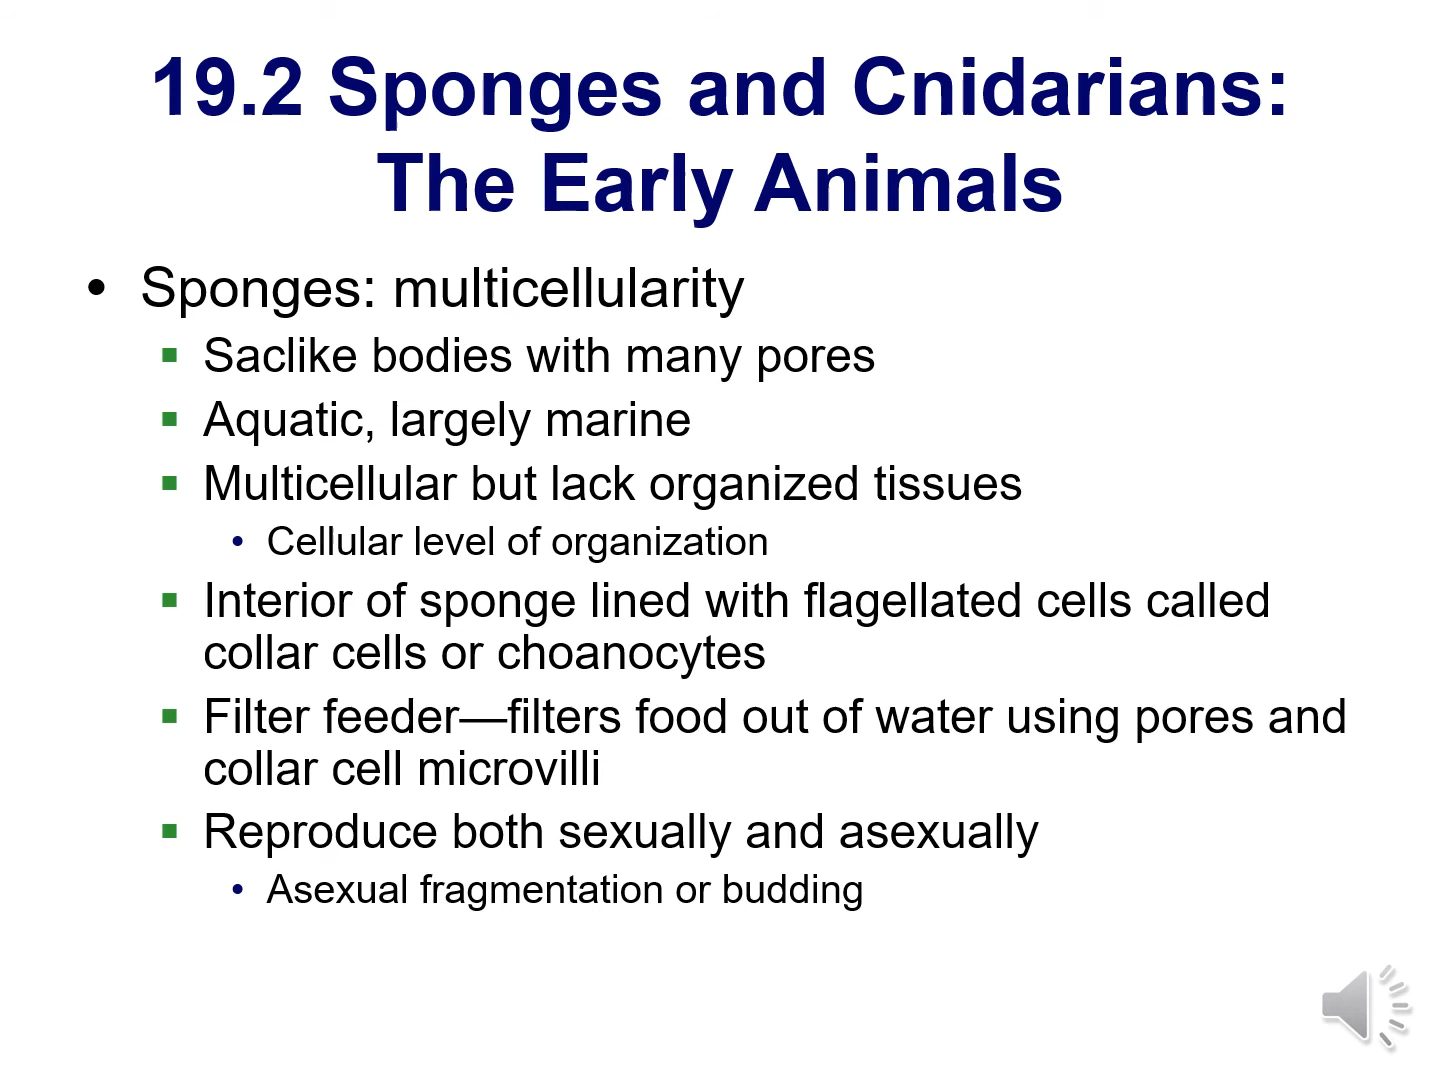 19.2 Sponges and Cnidarians:
The Early Animals
• Sponges: multicellularity
▪ Saclike bodies with many pores
▪ Aquatic, largely marine
▪ Multicellular but lack organized tissues
• Cellular level of organization
▪ Interior of sponge lined with flagellated cells called
collar cells or choanocytes
▪ Filter feeder—filters food out of water using pores and
collar cell microvilli
▪ Reproduce both sexually and asexually
• Asexual fragmentation or budding